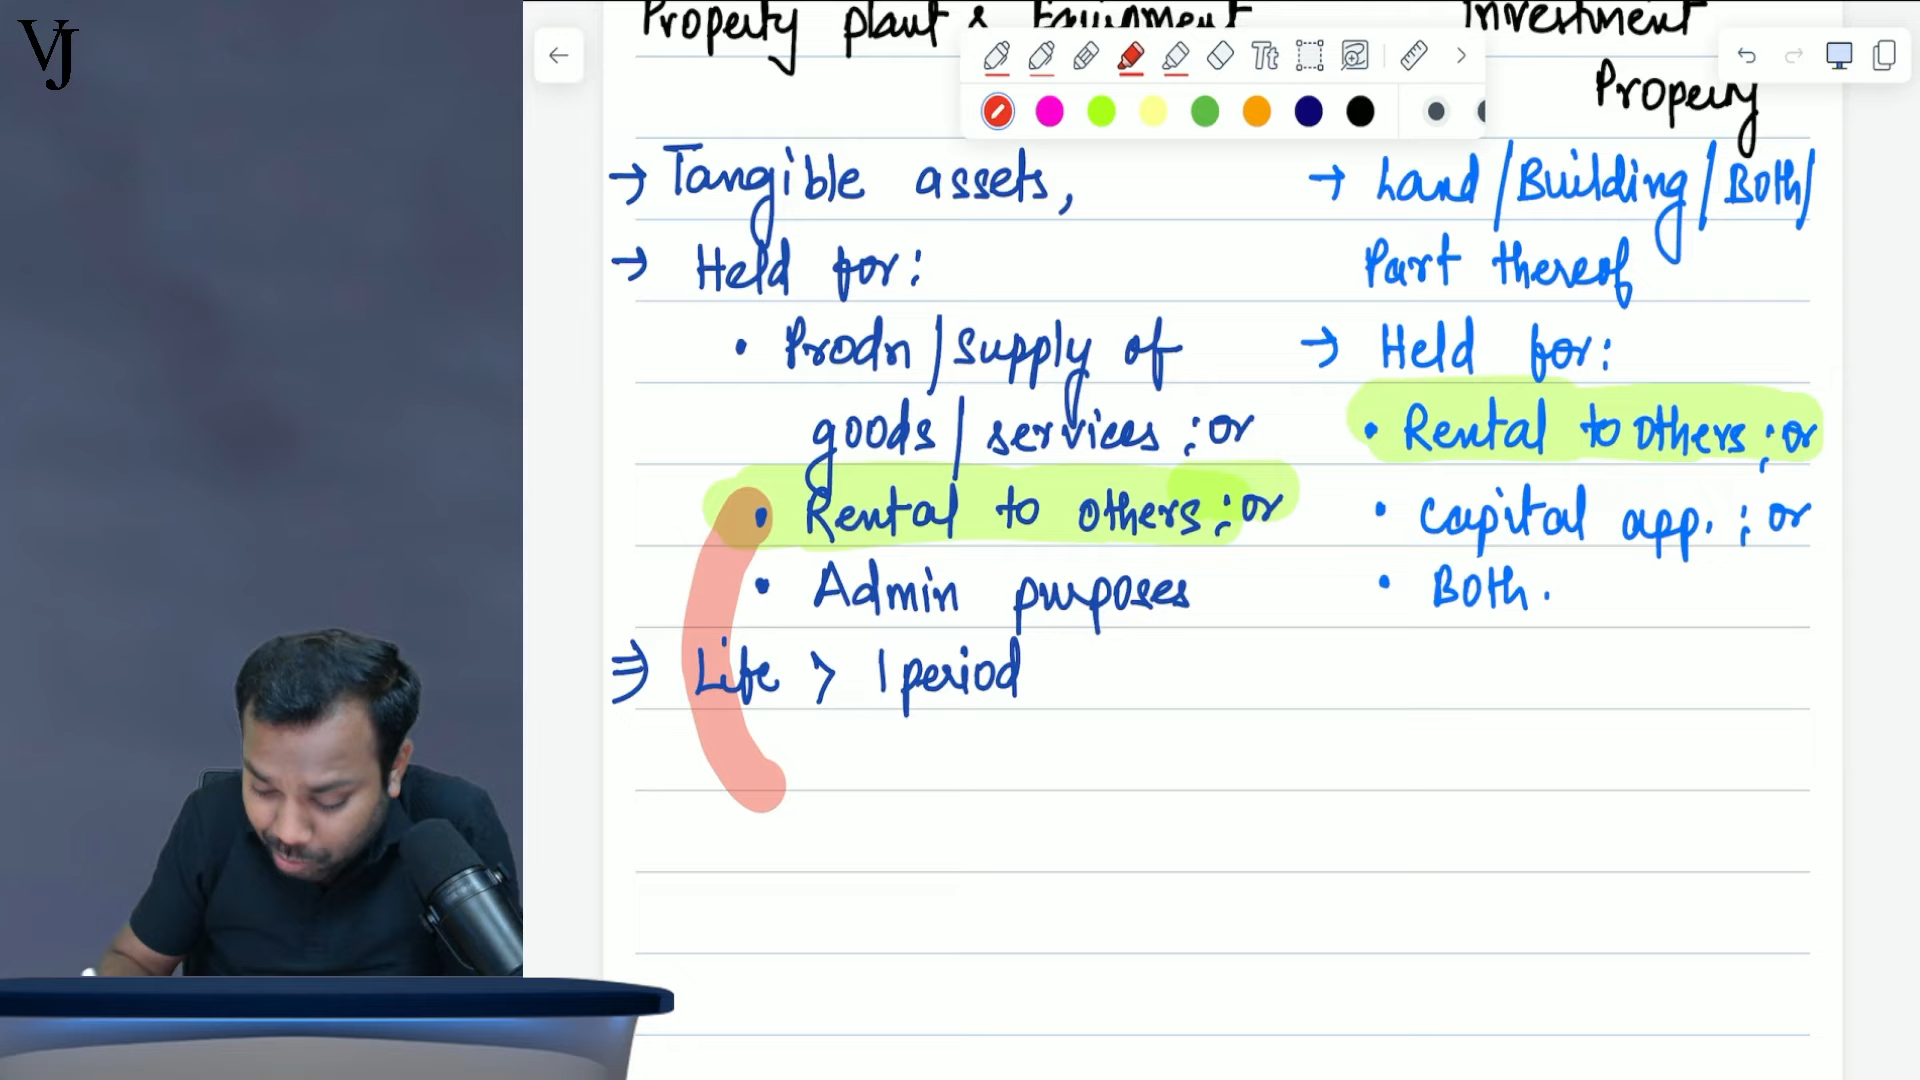 VJ
Property plant & Equipment
Investment
Property
Tt
→ Tangible assets,
→ Held for:
• Prodn/supply of
goods/services; or
• Rental to others; or
• Admin purposes
⇒ Life > 1 period
→ Land/Building/Both/
Part thereof
→ Held for:
• Rental to others; or
• Capital app.; or
• Both.